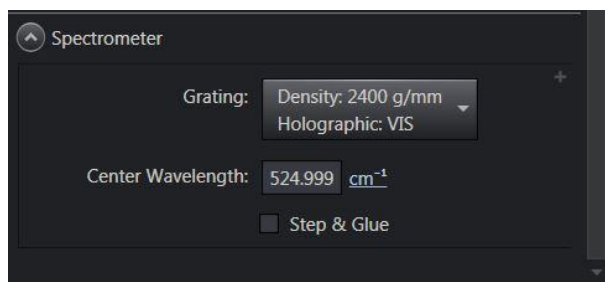 Spectrometer
Grating: Density: 2400 g/mm
Holographic: VIS
Center Wavelength: 524.999 cm⁻¹
Step & Glue